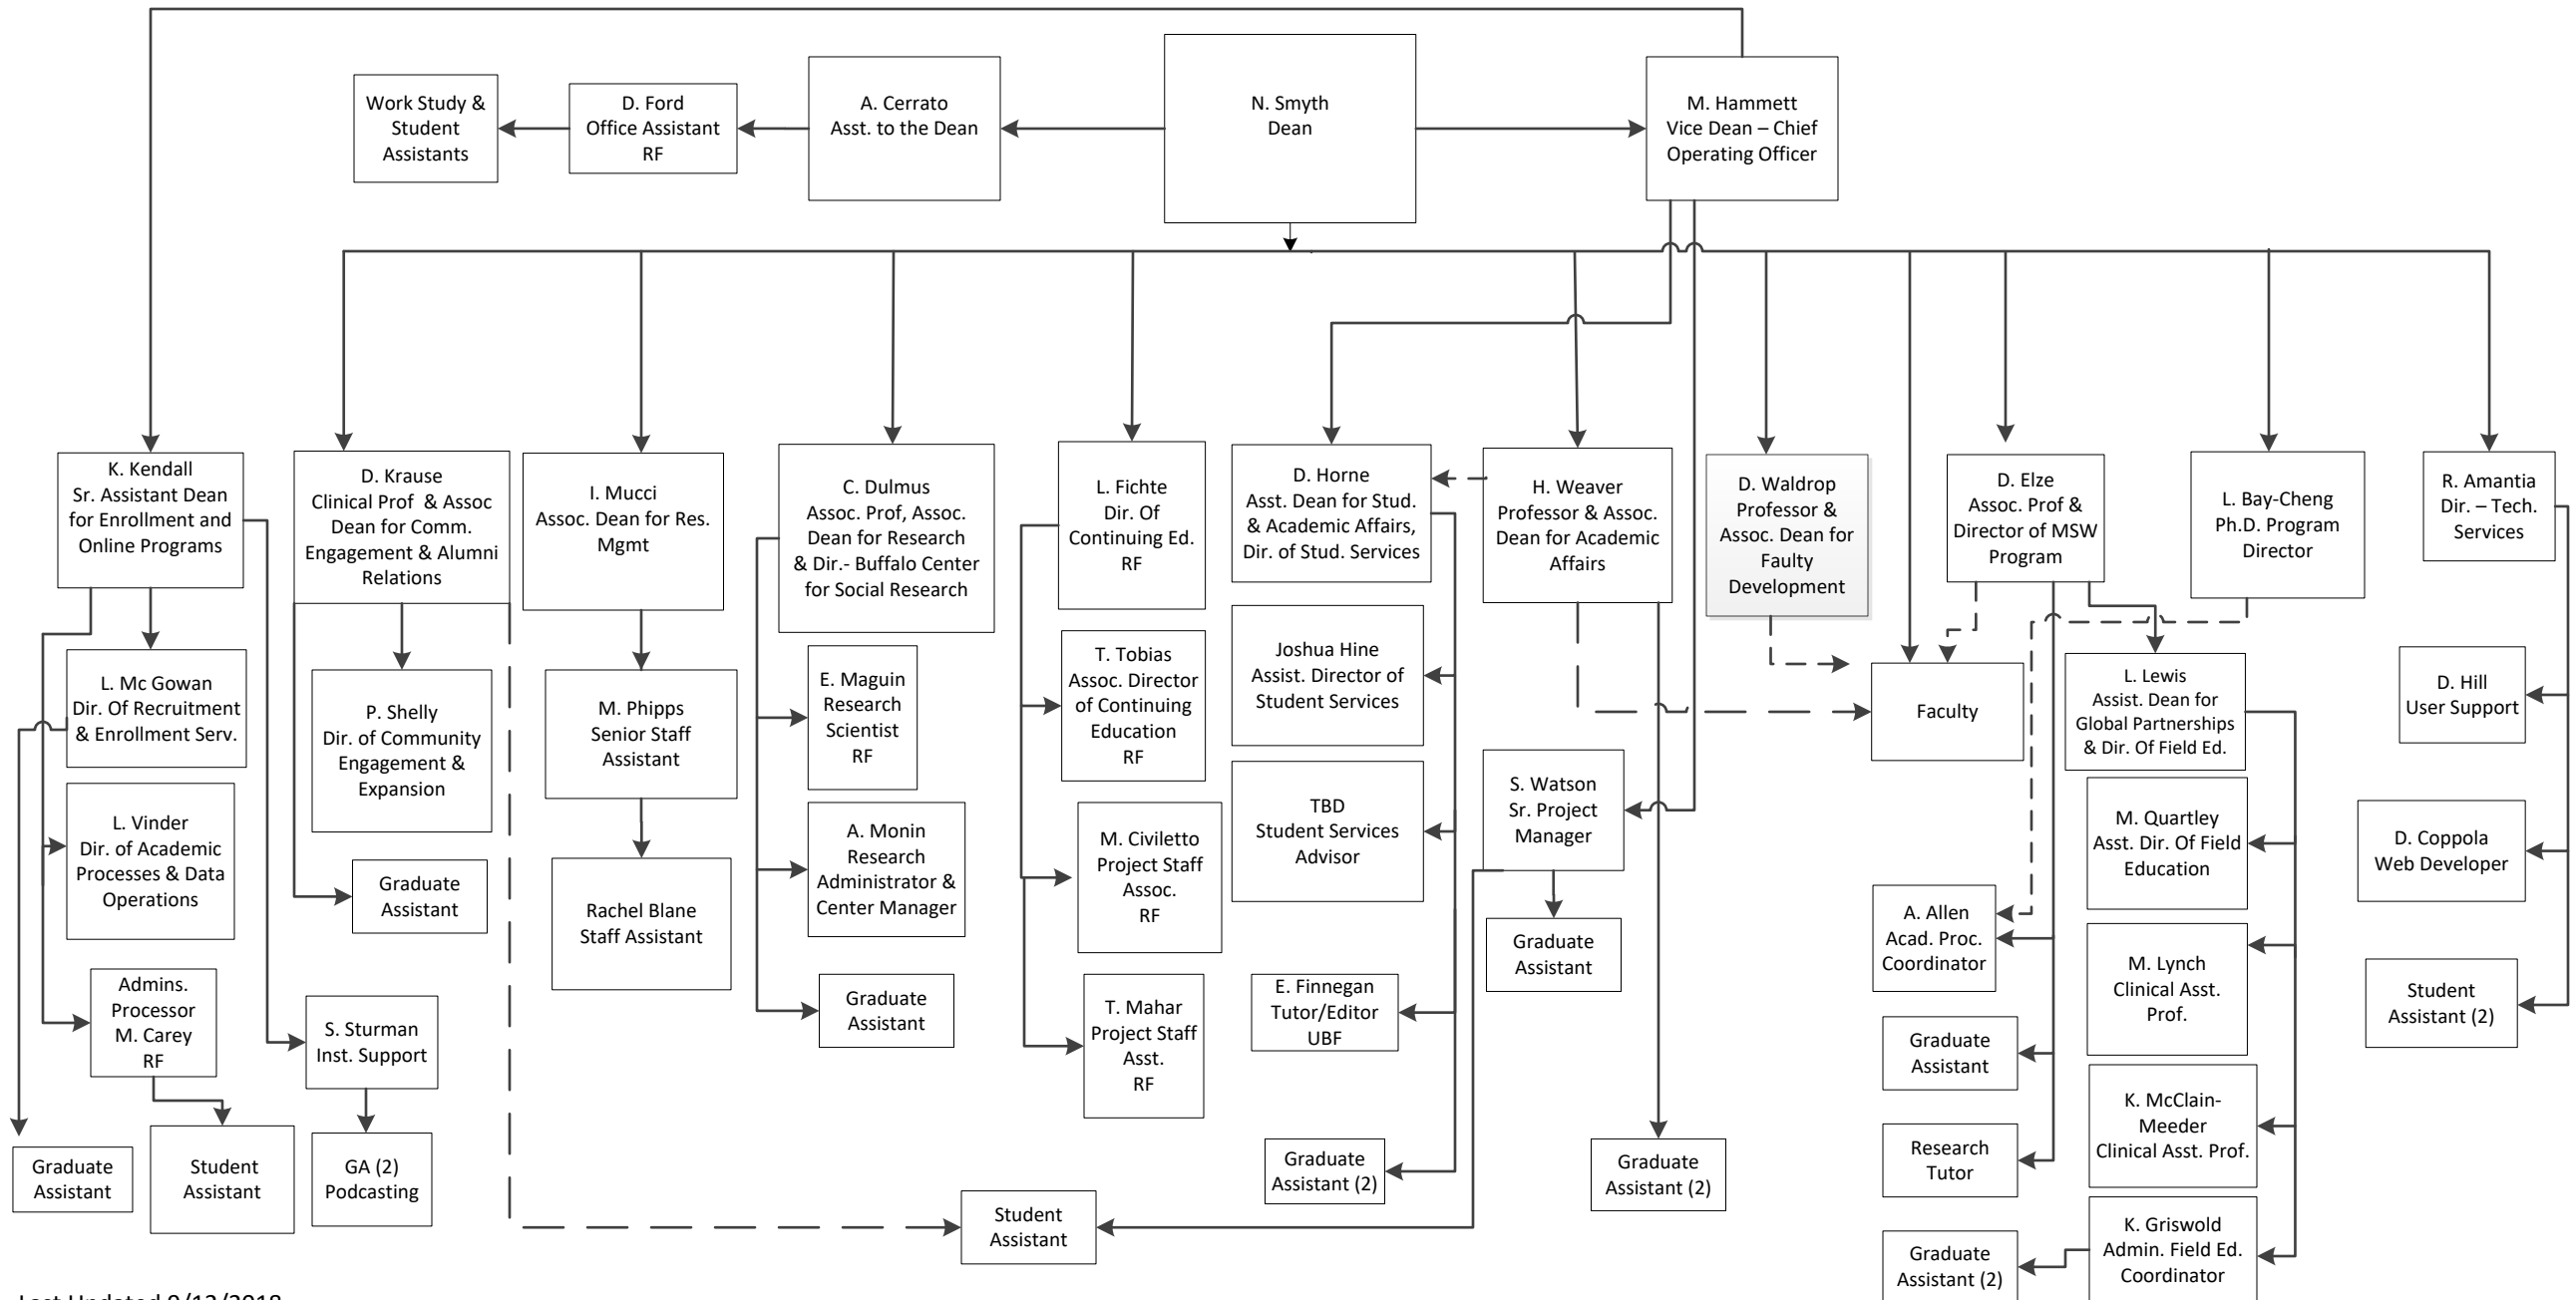 Work Study &
Student
Assistants
D. Ford
Office Assistant
RF
A. Cerrato
Asst. to the Dean
N. Smyth
Dean
M. Hammett
Vice Dean – Chief
Operating Officer
K. Kendall
Sr. Assistant Dean
for Enrollment and
Online Programs
D. Krause
Clinical Prof & Assoc
Dean for Comm.
Engagement & Alumni
Relations
I. Mucci
Assoc. Dean for Res.
Mgmt
C. Dulmus
Assoc. Prof, Assoc.
Dean for Research
& Dir.- Buffalo Center
for Social Research
L. Fichte
Dir. Of
Continuing Ed.
RF
D. Horne
Asst. Dean for Stud.
& Academic Affairs,
Dir. of Stud. Services
H. Weaver
Professor & Assoc.
Dean for Academic
Affairs
D. Waldrop
Professor &
Assoc. Dean for
Faulty
Development
D. Elze
Assoc. Prof &
Director of MSW
Program
L. Bay-Cheng
Ph.D. Program
Director
R. Amantia
Dir. – Tech.
Services
L. Mc Gowan
Dir. Of Recruitment
& Enrollment Serv.
P. Shelly
Dir. of Community
Engagement &
Expansion
M. Phipps
Senior Staff
Assistant
E. Maguin
Research
Scientist
RF
T. Tobias
Assoc. Director
of Continuing
Education
RF
Joshua Hine
Assist. Director of
Student Services
Faculty
L. Lewis
Assist. Dean for
Global Partnerships
& Dir. Of Field Ed.
D. Hill
User Support
L. Vinder
Dir. of Academic
Processes & Data
Operations
Graduate
Assistant
Rachel Blane
Staff Assistant
A. Monin
Research
Administrator &
Center Manager
M. Civiletto
Project Staff
Assoc.
RF
TBD
Student Services
Advisor
S. Watson
Sr. Project
Manager
M. Quartley
Asst. Dir. Of Field
Education
D. Coppola
Web Developer
Admins.
Processor
M. Carey
RF
S. Sturman
Inst. Support
Graduate
Assistant
T. Mahar
Project Staff
Asst.
RF
E. Finnegan
Tutor/Editor
UBF
Graduate
Assistant
A. Allen
Acad. Proc.
Coordinator
M. Lynch
Clinical Asst.
Prof.
Student
Assistant (2)
Graduate
Assistant
K. McClain-
Meeder
Clinical Asst. Prof.
Graduate
Assistant
Student
Assistant
GA (2)
Podcasting
Student
Assistant
Graduate
Assistant (2)
Graduate
Assistant (2)
Research
Tutor
K. Griswold
Admin. Field Ed.
Coordinator
Graduate
Assistant (2)
Last Updated 9/12/2018